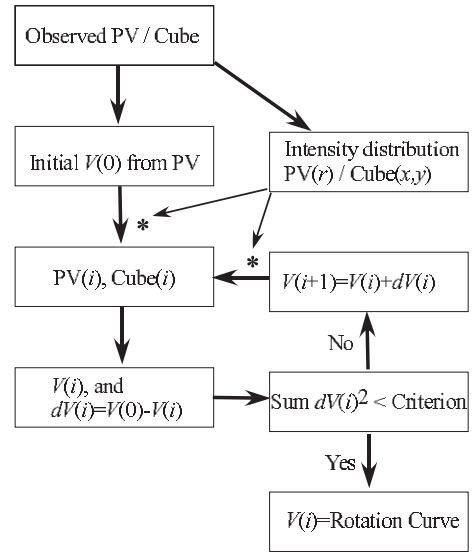 Observed PV / Cube
Initial V(0) from PV
Intensity distribution
PV(r) / Cube(x,y)
*
*
PV(i), Cube(i)
V(i+1)=V(i)+dV(i)
No
V(i), and
dV(i)=V(0)-V(i)
Sum dV(i)² < Criterion
Yes
V(i)=Rotation Curve